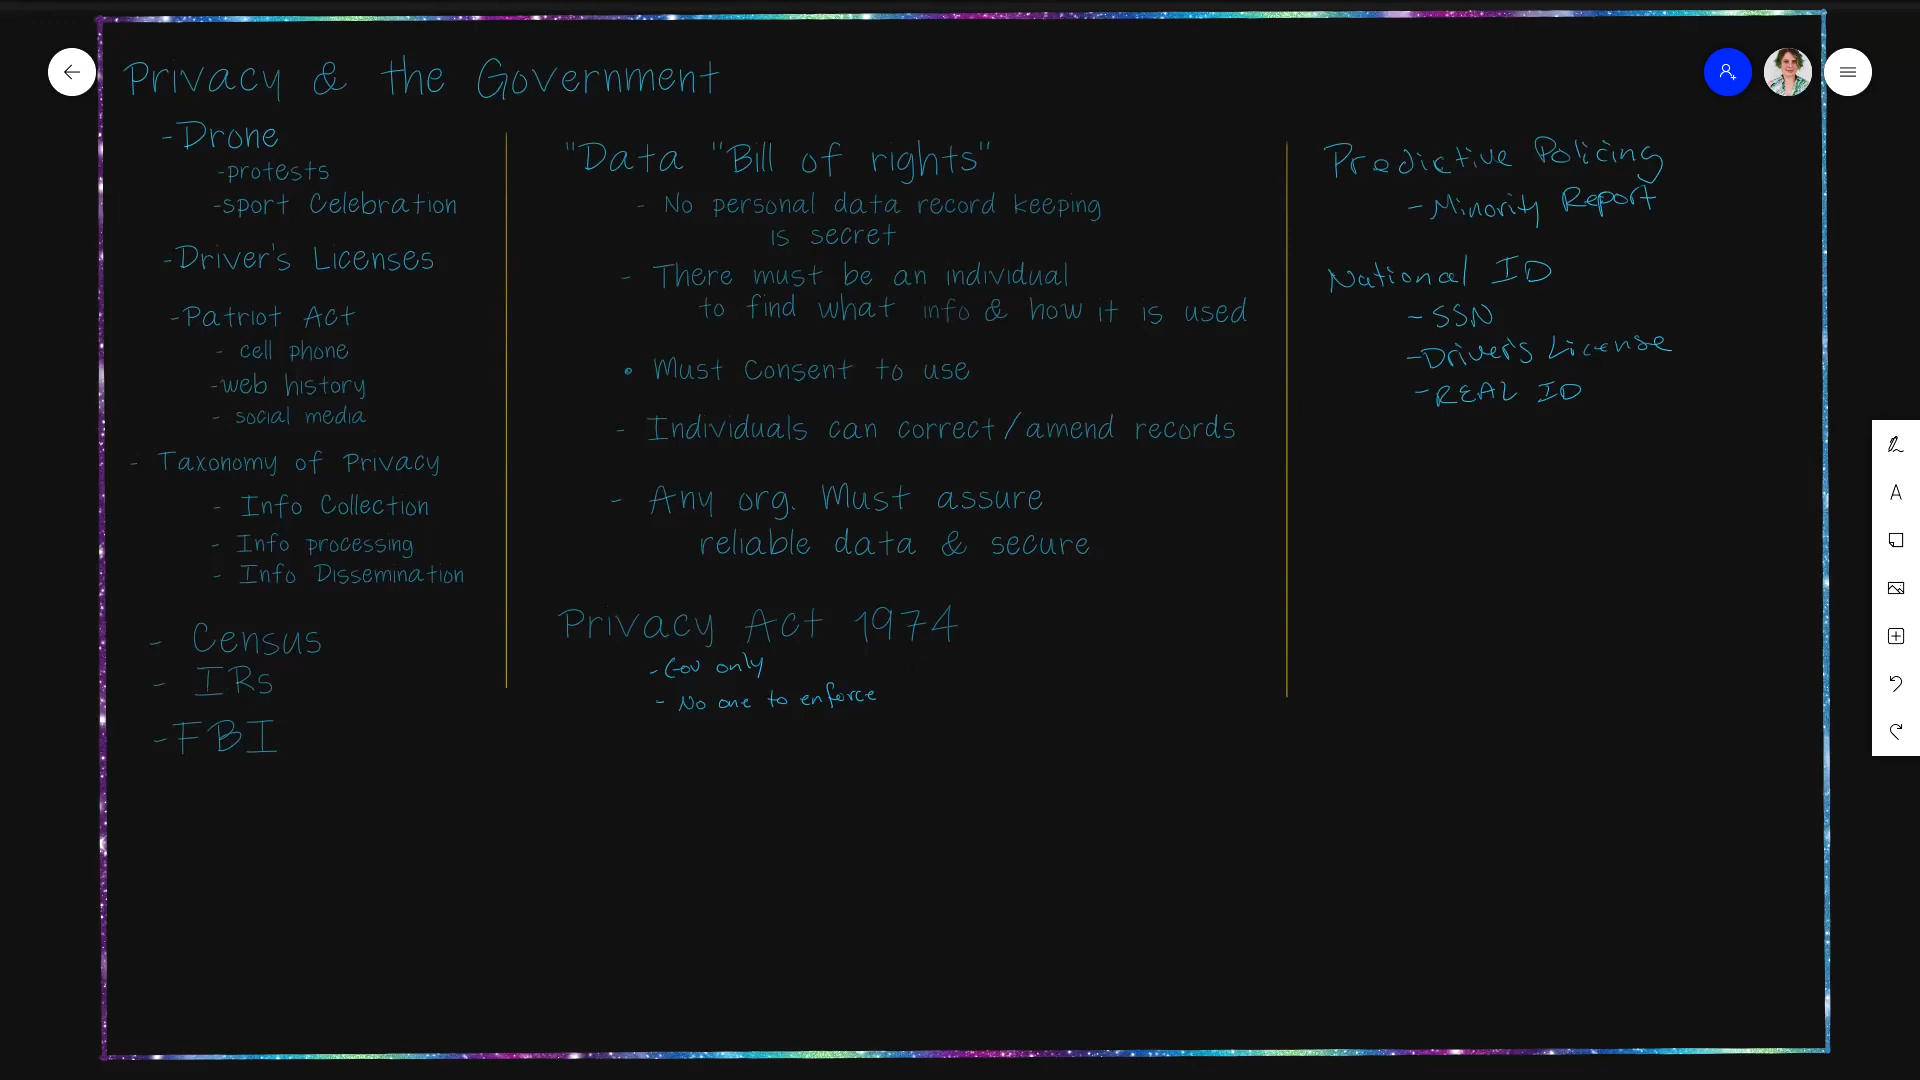 Privacy & the Government
-Drone
-protests
-sport Celebration
-Driver's Licenses
-Patriot Act
- cell phone
-web history
- social media
- Taxonomy of Privacy
- Info Collection
- Info processing
- Info Dissemination
- Census
- IRs
-FBI
"Data "Bill of rights"
- No personal data record keeping
is secret
- There must be an individual
to find what info & how it is used
• Must Consent to use
- Individuals can correct/amend records
- Any org. Must assure
reliable data & secure
Privacy Act 1974
-Gov only
- No one to enforce
Predictive Policing
-Minority Report
National ID
-SSN
-Driver's License
-REAL ID
A